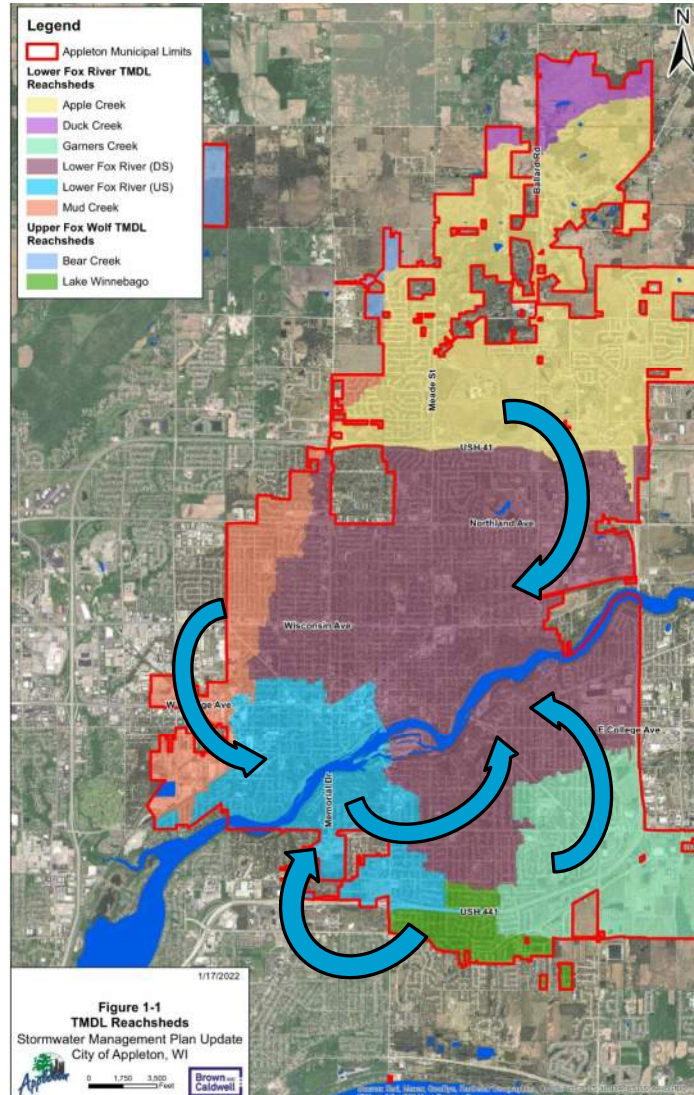 Legend
Appleton Municipal Limits
Lower Fox River TMDL
Reachsheds
Apple Creek
Duck Creek
Garners Creek
Lower Fox River (DS)
Lower Fox River (US)
Mud Creek
Upper Fox Wolf TMDL
Reachsheds
Bear Creek
Lake Winnebago
N
Ballard Rd
Meade St
USH 41
Northland Ave
Wisconsin Ave
E College Ave
Memorial Dr
USH 441
1/17/2022
Figure 1-1
TMDL Reachsheds
Stormwater Management Plan Update
City of Appleton, WI
Appleton
0 1,750 3,500
Feet
Brown and
Caldwell